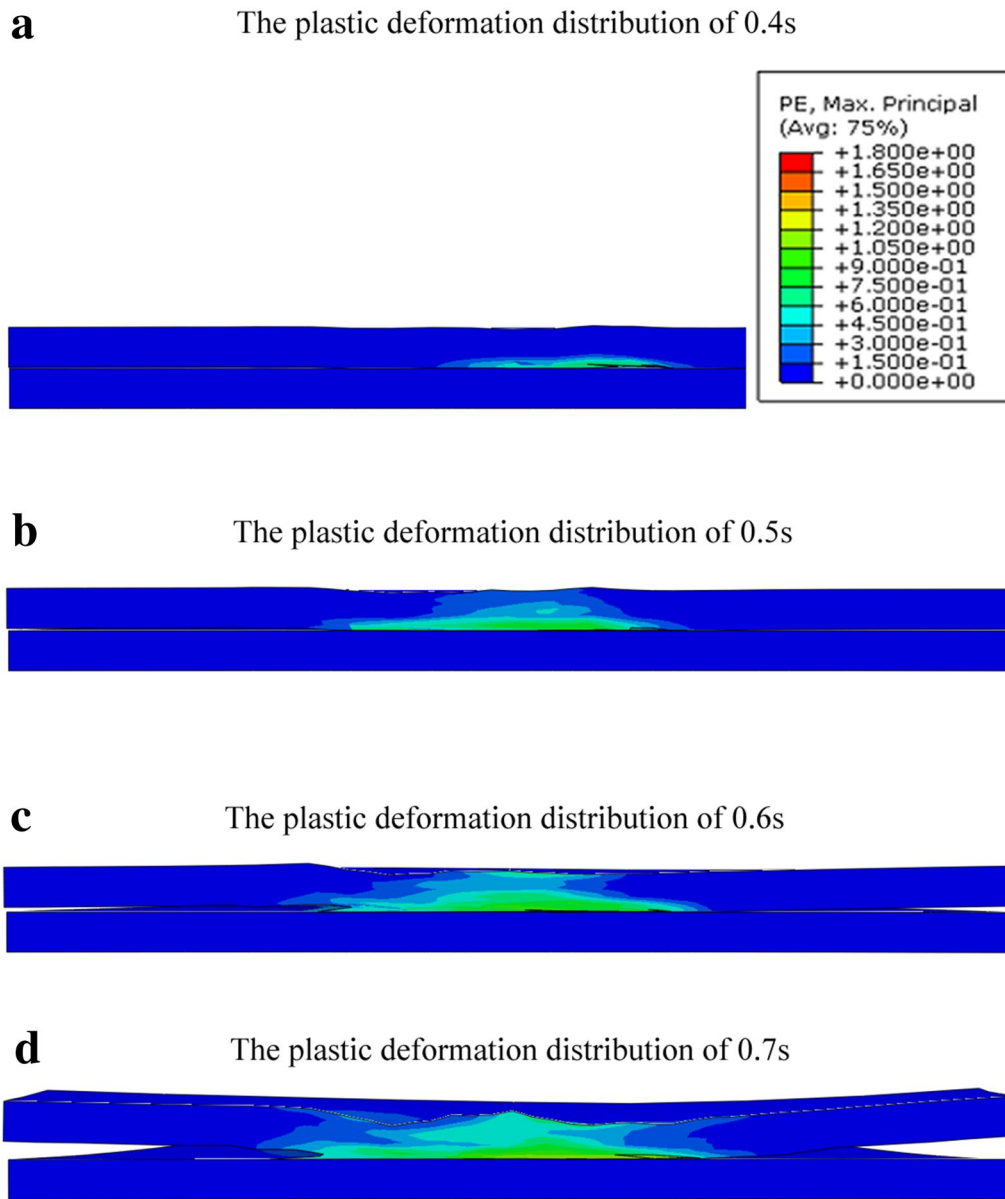 a
The plastic deformation distribution of 0.4s
PE, Max. Principal
(Avg: 75%)
+1.800e+00
+1.650e+00
+1.500e+00
+1.350e+00
+1.200e+00
+1.050e+00
+9.000e-01
+7.500e-01
+6.000e-01
+4.500e-01
+3.000e-01
+1.500e-01
+0.000e+00
b
The plastic deformation distribution of 0.5s
c
The plastic deformation distribution of 0.6s
d
The plastic deformation distribution of 0.7s